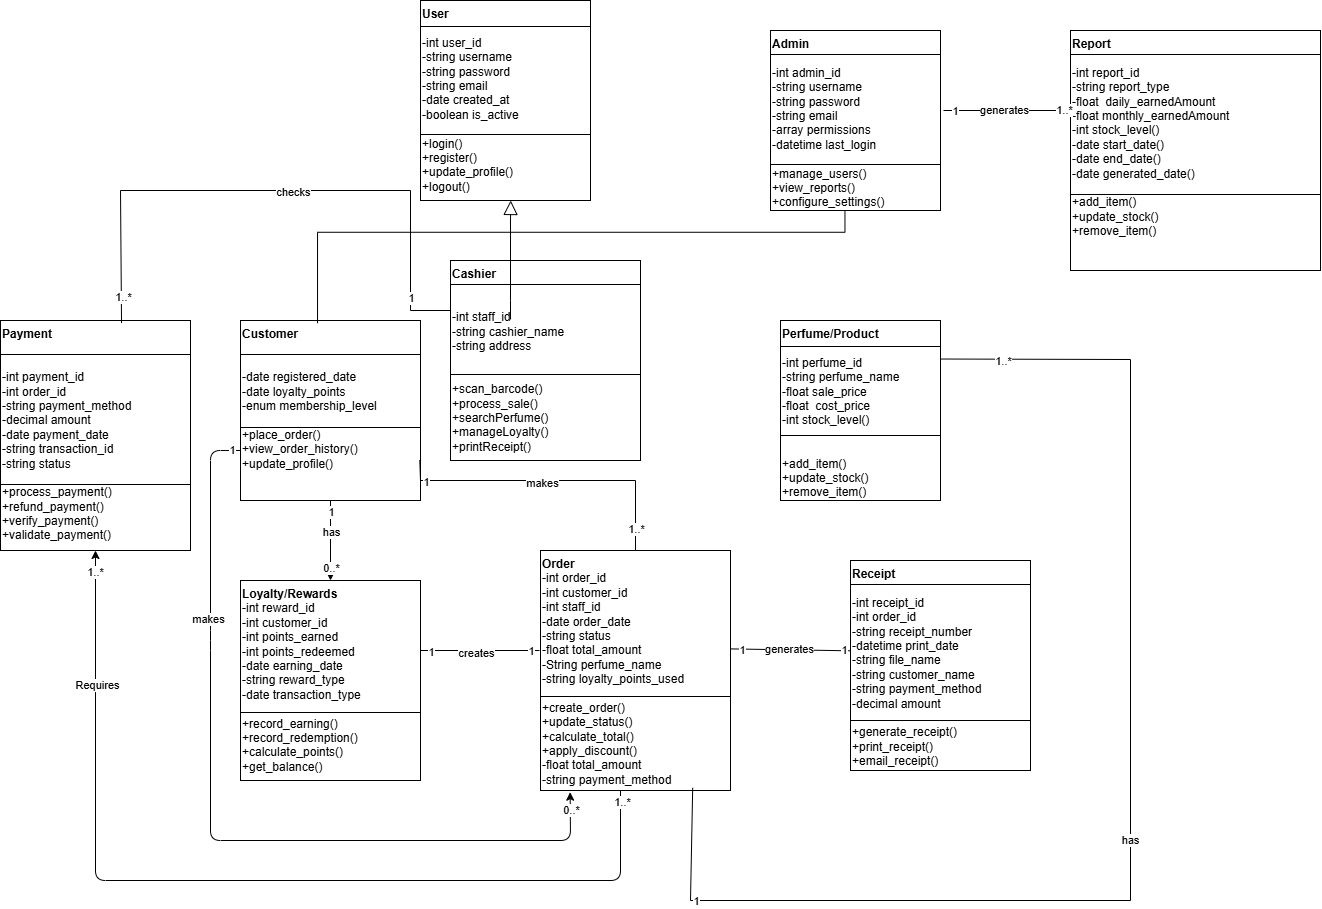 User
-int user_id
-string username
-string password
-string email
-date created_at
-boolean is_active
+login()
+register()
+update_profile()
+logout()
Admin
-int admin_id
-string username
-string password
-string email
-array permissions
-datetime last_login
+manage_users()
+view_reports()
+configure_settings()
1
generates
1..*
Report
-int report_id
-string report_type
-float daily_earnedAmount
-float monthly_earnedAmount
-int stock_level()
-date start_date()
-date end_date()
-date generated_date()
+add_item()
+update_stock()
+remove_item()
checks
1..*
1
Payment
-int payment_id
-int order_id
-string payment_method
-decimal amount
-date payment_date
-string transaction_id
-string status
+process_payment()
+refund_payment()
+verify_payment()
+validate_payment()
Customer
-date registered_date
-date loyalty_points
-enum membership_level
+place_order()
+view_order_history()
+update_profile()
Cashier
-int staff_id
-string cashier_name
-string address
+scan_barcode()
+process_sale()
+searchPerfume()
+manageLoyalty()
+printReceipt()
Perfume/Product
-int perfume_id
-string perfume_name
-float sale_price
-float cost_price
-int stock_level()
+add_item()
+update_stock()
+remove_item()
1..*
1
1
makes
1..*
1
has
0..*
1..*
makes
Requires
Loyalty/Rewards
-int reward_id
-int customer_id
-int points_earned
-int points_redeemed
-date earning_date
-string reward_type
-date transaction_type
+record_earning()
+record_redemption()
+calculate_points()
+get_balance()
1
creates
1
Order
-int order_id
-int customer_id
-int staff_id
-date order_date
-string status
-float total_amount
-String perfume_name
-string loyalty_points_used
+create_order()
+update_status()
+calculate_total()
+apply_discount()
-float total_amount
-string payment_method
1
generates
1
Receipt
-int receipt_id
-int order_id
-string receipt_number
-datetime print_date
-string file_name
-string customer_name
-string payment_method
-decimal amount
+generate_receipt()
+print_receipt()
+email_receipt()
0..*
1..*
has
1